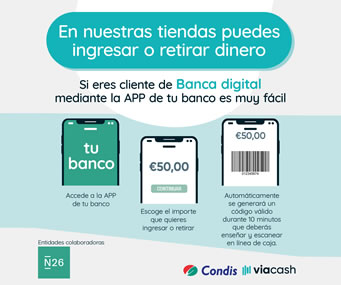 En nuestras tiendas puedes
ingresar o retirar dinero
Si eres cliente de Banca digital
mediante la APP de tu banco es muy fácil
tu
banco
€50,00
CONTINUAR
€50,00
Accede a la APP
de tu banco
Escoge el importe
que quieres
ingresar o retirar
Automáticamente
se generará un
código válido
durante 10 minutos
que deberás
enseñar y escanear
en línea de caja.
Entidades colaboradoras
N26
Condis
viacash